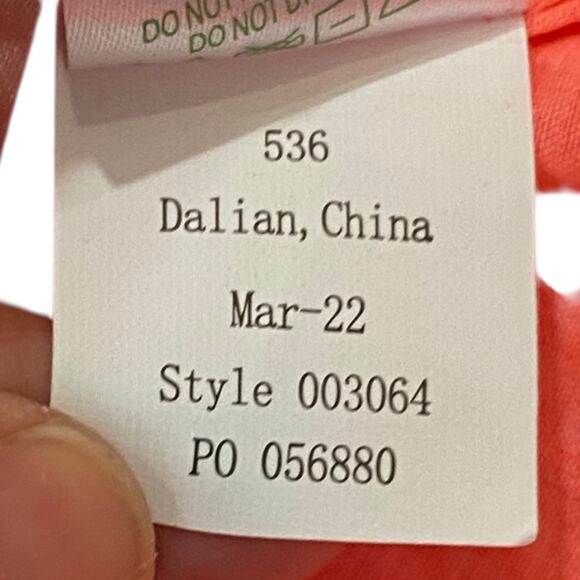 DO NOT
DO NOT
536
Dalian, China
Mar-22
Style 003064
PO 056880